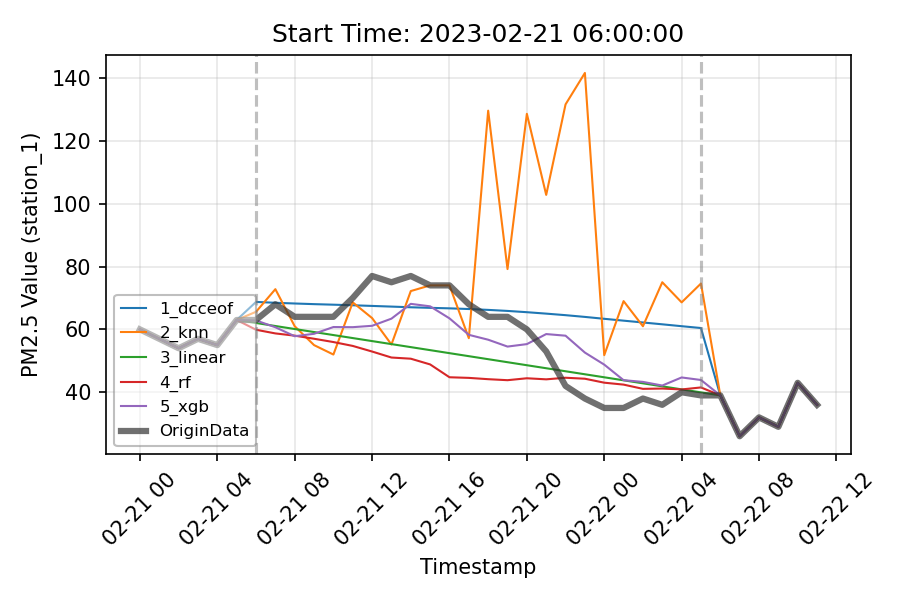 Start Time: 2023-02-21 06:00:00
PM2.5 Value (station_1)
140
120
100
80
60
40
1_dcceof
2_knn
3_linear
4_rf
5_xgb
OriginData
02-21 00
02-21 04
02-21 08
02-21 12
02-21 16
02-21 20
02-22 00
02-22 04
02-22 08
02-22 12
Timestamp